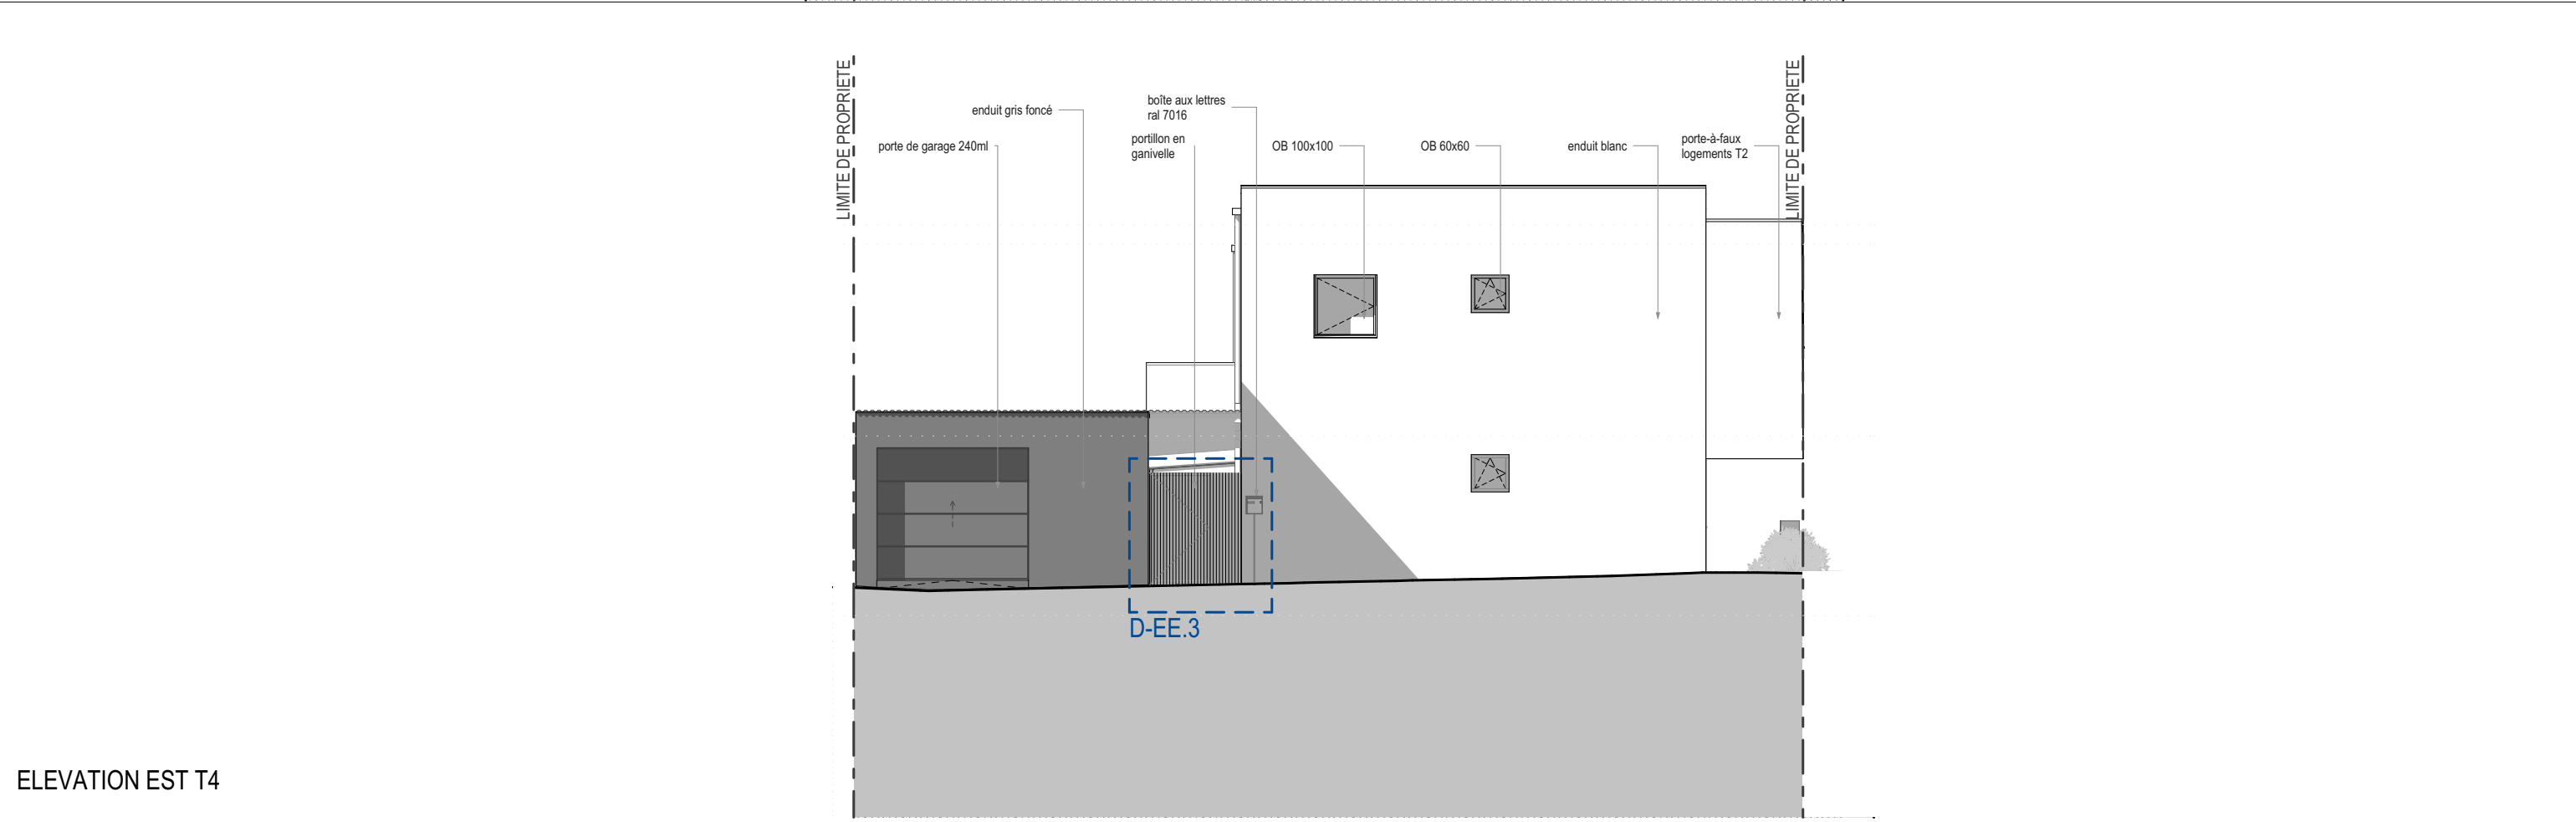 LIMITE DE PROPRIETE
enduit gris foncé
porte de garage 240ml
boîte aux lettres
ral 7016
portillon en
ganivelle
OB 100x100
OB 60x60
enduit blanc
porte-à-faux
logements T2
LIMITE DE PROPRIETE
D-EE.3
ELEVATION EST T4